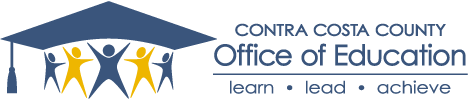 CONTRA COSTA COUNTY
Office of Education
learn • lead • achieve